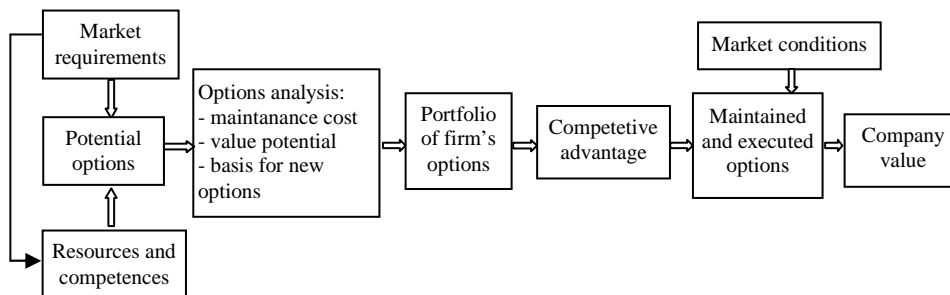 Market
requirements
Potential
options
Resources and
competences
Options analysis:
- maintanance cost
- value potential
- basis for new
options
Portfolio
of firm's
options
Competetive
advantage
Market conditions
Maintained
and executed
options
Company
value